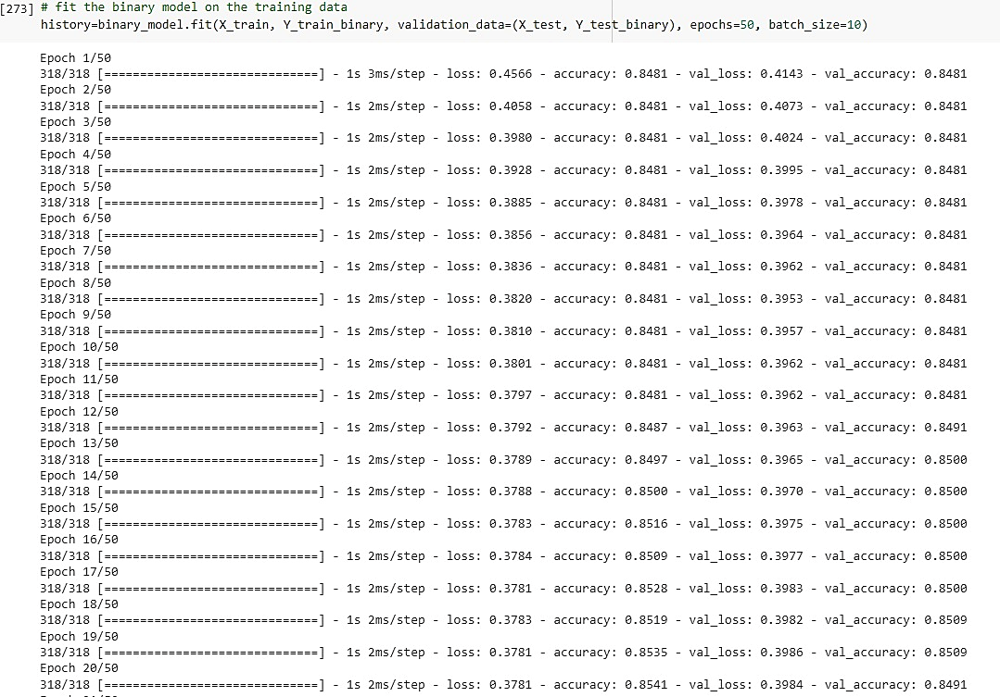 [273] # fit the binary model on the training data
history=binary_model.fit(X_train, Y_train_binary, validation_data=(X_test, Y_test_binary), epochs=50, batch_size=10)
Epoch 1/50
318/318 [==============================] - 1s 3ms/step - loss: 0.4566 - accuracy: 0.8481 - val_loss: 0.4143 - val_accuracy: 0.8481
Epoch 2/50
318/318 [==============================] - 1s 2ms/step - loss: 0.4058 - accuracy: 0.8481 - val_loss: 0.4073 - val_accuracy: 0.8481
Epoch 3/50
318/318 [==============================] - 1s 2ms/step - loss: 0.3980 - accuracy: 0.8481 - val_loss: 0.4024 - val_accuracy: 0.8481
Epoch 4/50
318/318 [==============================] - 1s 2ms/step - loss: 0.3928 - accuracy: 0.8481 - val_loss: 0.3995 - val_accuracy: 0.8481
Epoch 5/50
318/318 [==============================] - 1s 2ms/step - loss: 0.3885 - accuracy: 0.8481 - val_loss: 0.3978 - val_accuracy: 0.8481
Epoch 6/50
318/318 [==============================] - 1s 2ms/step - loss: 0.3856 - accuracy: 0.8481 - val_loss: 0.3964 - val_accuracy: 0.8481
Epoch 7/50
318/318 [==============================] - 1s 2ms/step - loss: 0.3836 - accuracy: 0.8481 - val_loss: 0.3962 - val_accuracy: 0.8481
Epoch 8/50
318/318 [==============================] - 1s 2ms/step - loss: 0.3820 - accuracy: 0.8481 - val_loss: 0.3953 - val_accuracy: 0.8481
Epoch 9/50
318/318 [==============================] - 1s 2ms/step - loss: 0.3810 - accuracy: 0.8481 - val_loss: 0.3957 - val_accuracy: 0.8481
Epoch 10/50
318/318 [==============================] - 1s 2ms/step - loss: 0.3801 - accuracy: 0.8481 - val_loss: 0.3962 - val_accuracy: 0.8481
Epoch 11/50
318/318 [==============================] - 1s 2ms/step - loss: 0.3797 - accuracy: 0.8481 - val_loss: 0.3962 - val_accuracy: 0.8481
Epoch 12/50
318/318 [==============================] - 1s 2ms/step - loss: 0.3792 - accuracy: 0.8487 - val_loss: 0.3963 - val_accuracy: 0.8491
Epoch 13/50
318/318 [==============================] - 1s 2ms/step - loss: 0.3789 - accuracy: 0.8497 - val_loss: 0.3965 - val_accuracy: 0.8500
Epoch 14/50
318/318 [==============================] - 1s 2ms/step - loss: 0.3788 - accuracy: 0.8500 - val_loss: 0.3970 - val_accuracy: 0.8500
Epoch 15/50
318/318 [==============================] - 1s 2ms/step - loss: 0.3783 - accuracy: 0.8516 - val_loss: 0.3975 - val_accuracy: 0.8500
Epoch 16/50
318/318 [==============================] - 1s 2ms/step - loss: 0.3784 - accuracy: 0.8509 - val_loss: 0.3977 - val_accuracy: 0.8500
Epoch 17/50
318/318 [==============================] - 1s 2ms/step - loss: 0.3781 - accuracy: 0.8528 - val_loss: 0.3983 - val_accuracy: 0.8500
Epoch 18/50
318/318 [==============================] - 1s 2ms/step - loss: 0.3783 - accuracy: 0.8519 - val_loss: 0.3982 - val_accuracy: 0.8509
Epoch 19/50
318/318 [==============================] - 1s 2ms/step - loss: 0.3781 - accuracy: 0.8535 - val_loss: 0.3986 - val_accuracy: 0.8509
Epoch 20/50
318/318 [==============================] - 1s 2ms/step - loss: 0.3781 - accuracy: 0.8541 - val_loss: 0.3984 - val_accuracy: 0.8491